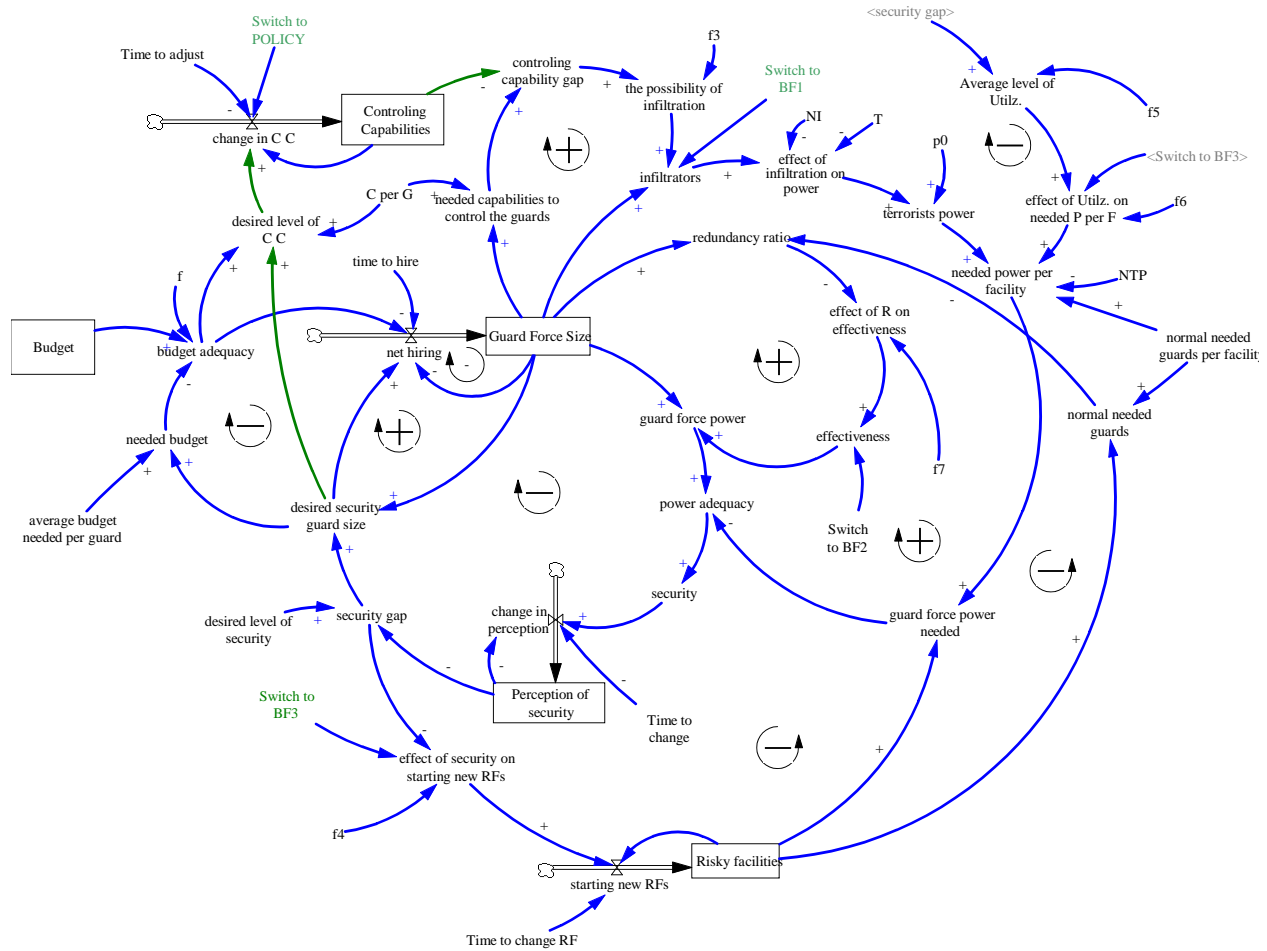 <security gap>
Switch to
POLICY
Time to adjust
f3
controling
capability gap
Switch to
BF1
Average level of
Utilz.
the possibility of
infiltration
Controling
Capabilities
f5
NI
T
change in C C
p0
<Switch to BF3>
effect of
infiltration on
power
infiltrators
C per G
needed capabilities to
control the guards
effect of Utilz. on
needed P per F
f6
terrorists power
desired level of
C C
redundancy ratio
time to hire
needed power per
facility
NTP
f
effect of R on
effectiveness
Budget
budget adequacy
net hiring
Guard Force Size
normal needed
guards per facilit
normal needed
guards
guard force power
needed budget
effectiveness
f7
desired security
guard size
power adequacy
average budget
needed per guard
Switch
to BF2
security
desired level of
security
security gap
change in
perception
guard force power
needed
Switch to
BF3
Perception of
security
Time to
change
effect of security on
starting new RFs
f4
Risky facilities
starting new RFs
Time to change RF